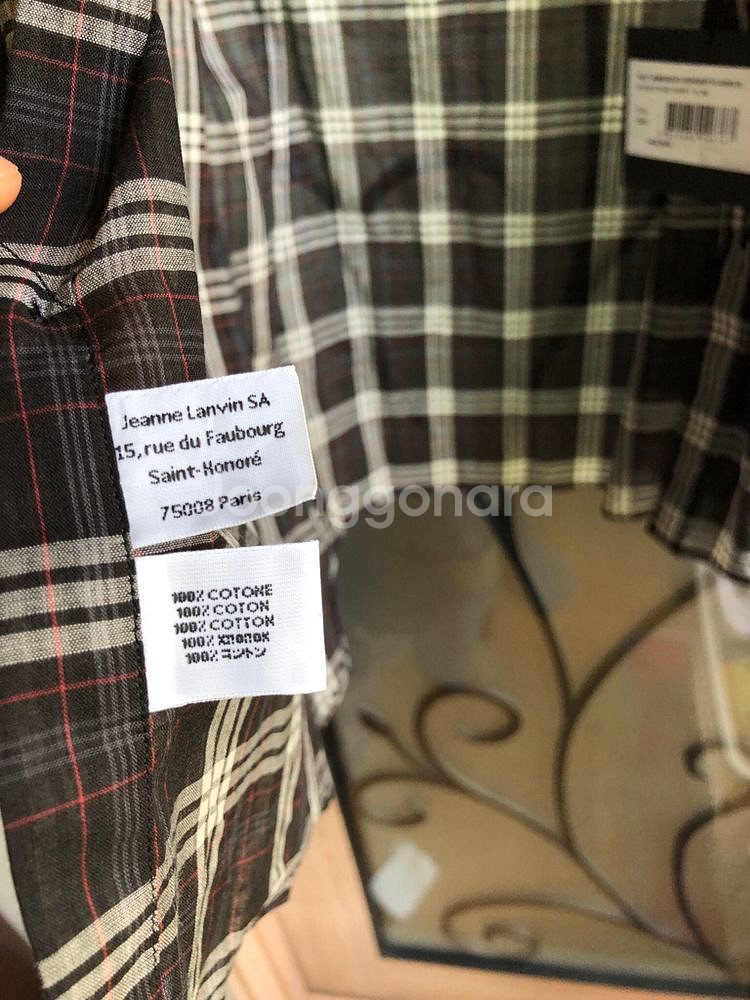 Jeanne Lanvin SA
15, rue du Faubourg
Saint-Honoré
75008 Paris
bonggonara
100% COTONE
100% COTON
100% COTTON
100% ХЛОПОК
100% コットン